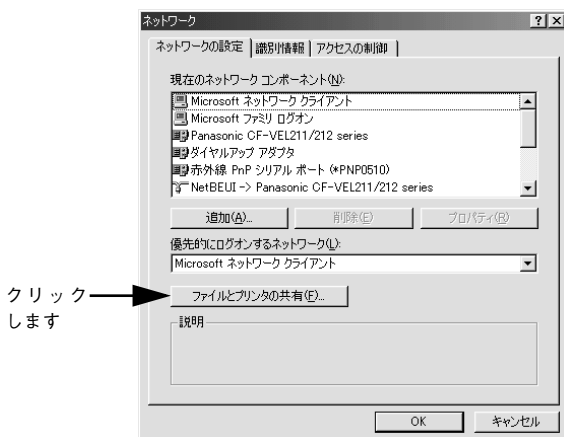 ネットワーク
ネットワークの設定 識別情報 アクセスの制御
現在のネットワーク コンポーネント(N):
Microsoft ネットワーク クライアント
Microsoft ファミリ ログオン
Panasonic CF-VEL211/212 series
ダイヤルアップ アダプタ
赤外線 PnP シリアル ポート (*PNP0510)
NetBEUI -> Panasonic CF-VEL211/212 series
追加(A)... 削除(E) プロパティ(R)
優先的にログオンするネットワーク(L):
Microsoft ネットワーク クライアント
クリック
します
ファイルとプリンタの共有(F)...
説明
OK キャンセル